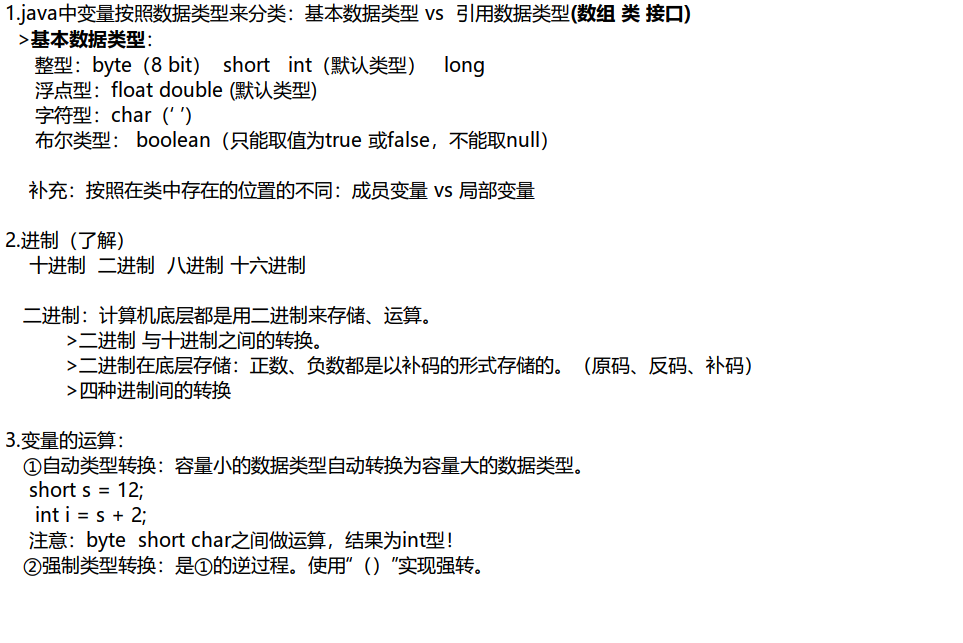 1.java中变量按照数据类型来分类：基本数据类型 vs 引用数据类型(数组 类 接口)
>基本数据类型：
整型：byte（8 bit） short int（默认类型） long
浮点型：float double (默认类型)
字符型：char（‘ ’）
布尔类型： boolean（只能取值为true 或false，不能取null）
补充：按照在类中存在的位置的不同：成员变量 vs 局部变量
2.进制（了解）
十进制 二进制 八进制 十六进制
二进制：计算机底层都是用二进制来存储、运算。
>二进制 与十进制之间的转换。
>二进制在底层存储：正数、负数都是以补码的形式存储的。（原码、反码、补码）
>四种进制间的转换
3.变量的运算：
①自动类型转换：容量小的数据类型自动转换为容量大的数据类型。
short s = 12;
int i = s + 2;
注意：byte short char之间做运算，结果为int型！
②强制类型转换：是①的逆过程。使用“（）”实现强转。